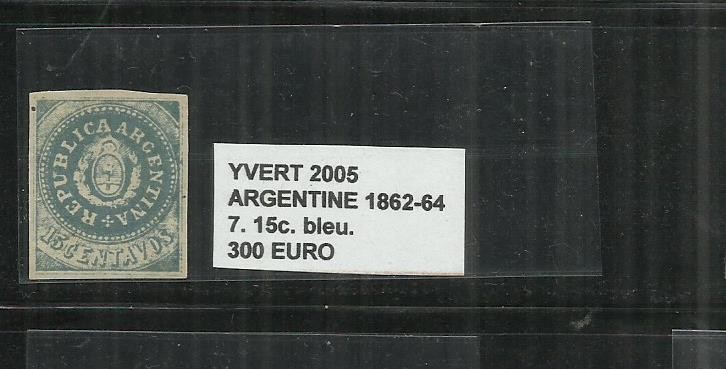 REPUBLICA ARGENTINA
15 CENTAVOS
YVERT 2005
ARGENTINE 1862-64
7. 15c. bleu.
300 EURO